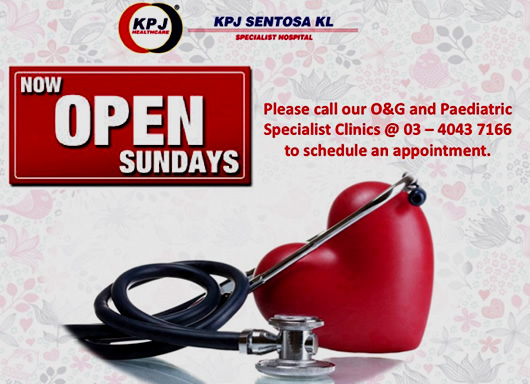 KPJ
HEALTHCARE
KPJ SENTOSA KL
SPECIALIST HOSPITAL
NOW
OPEN
SUNDAYS
Please call our O&G and Paediatric
Specialist Clinics @ 03 – 4043 7166
to schedule an appointment.